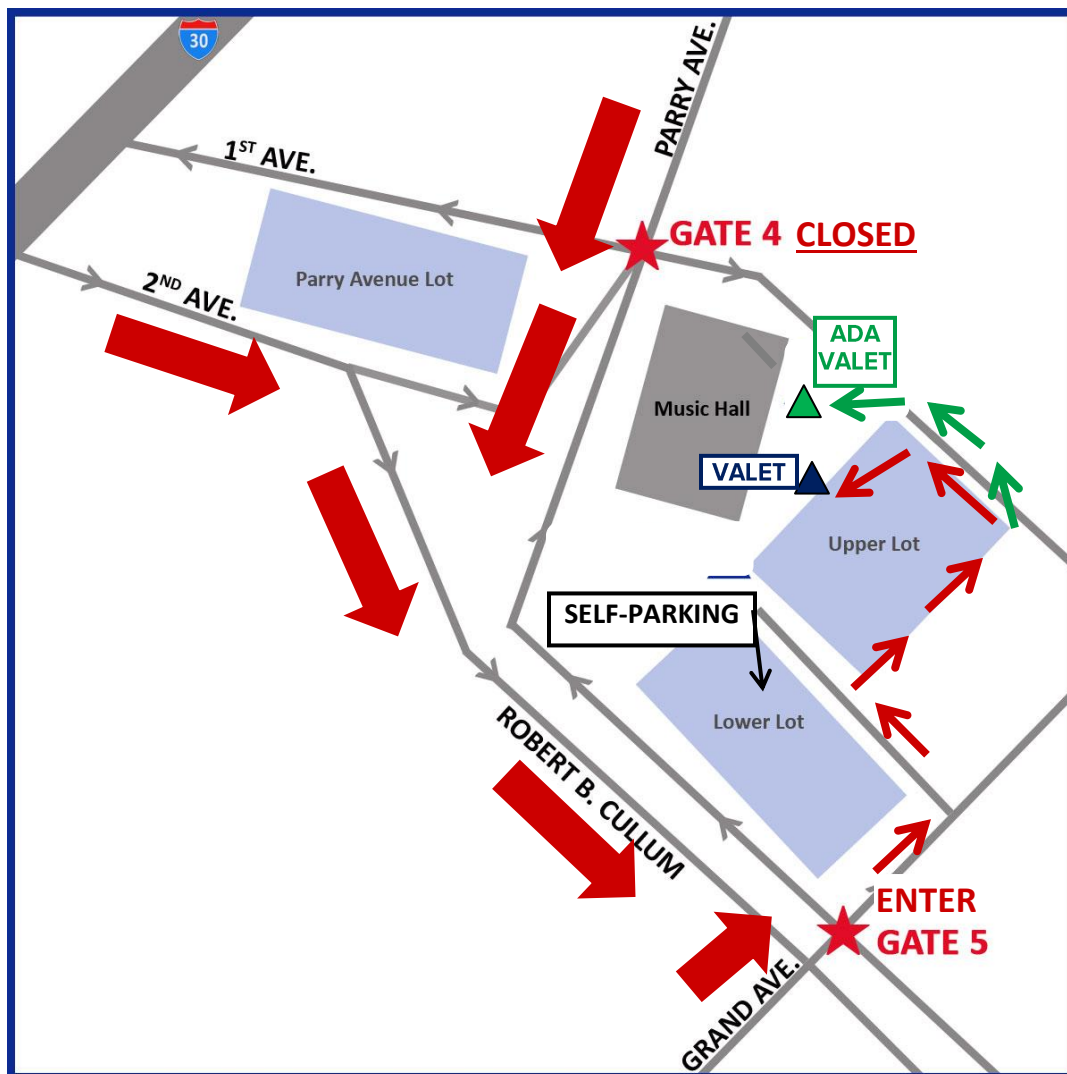 30
PARRY AVE.
1ST AVE.
GATE 4 CLOSED
Parry Avenue Lot
2ND AVE.
ADA
VALET
Music Hall
VALET
Upper Lot
SELF-PARKING
Lower Lot
ROBERT B. CULLUM
ENTER
GATE 5
GRAND AVE.